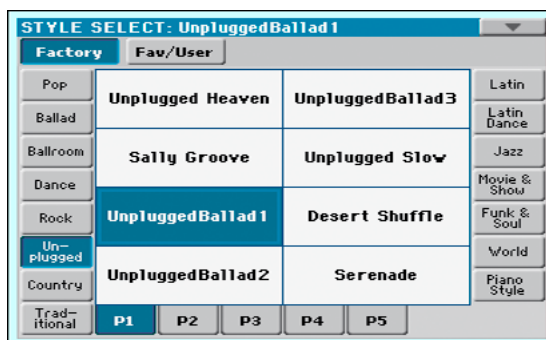 STYLE SELECT: UnpluggedBallad1
Factory
Fav/User
Pop
Ballad
Ballroom
Dance
Rock
Un-
plugged
Country
Trad-
itional
Unplugged Heaven
UnpluggedBallad3
Sally Groove
Unplugged Slow
UnpluggedBallad1
Desert Shuffle
UnpluggedBallad2
Serenade
Latin
Latin
Dance
Jazz
Movie &
Show
Funk &
Soul
World
Piano
Style
P1
P2
P3
P4
P5